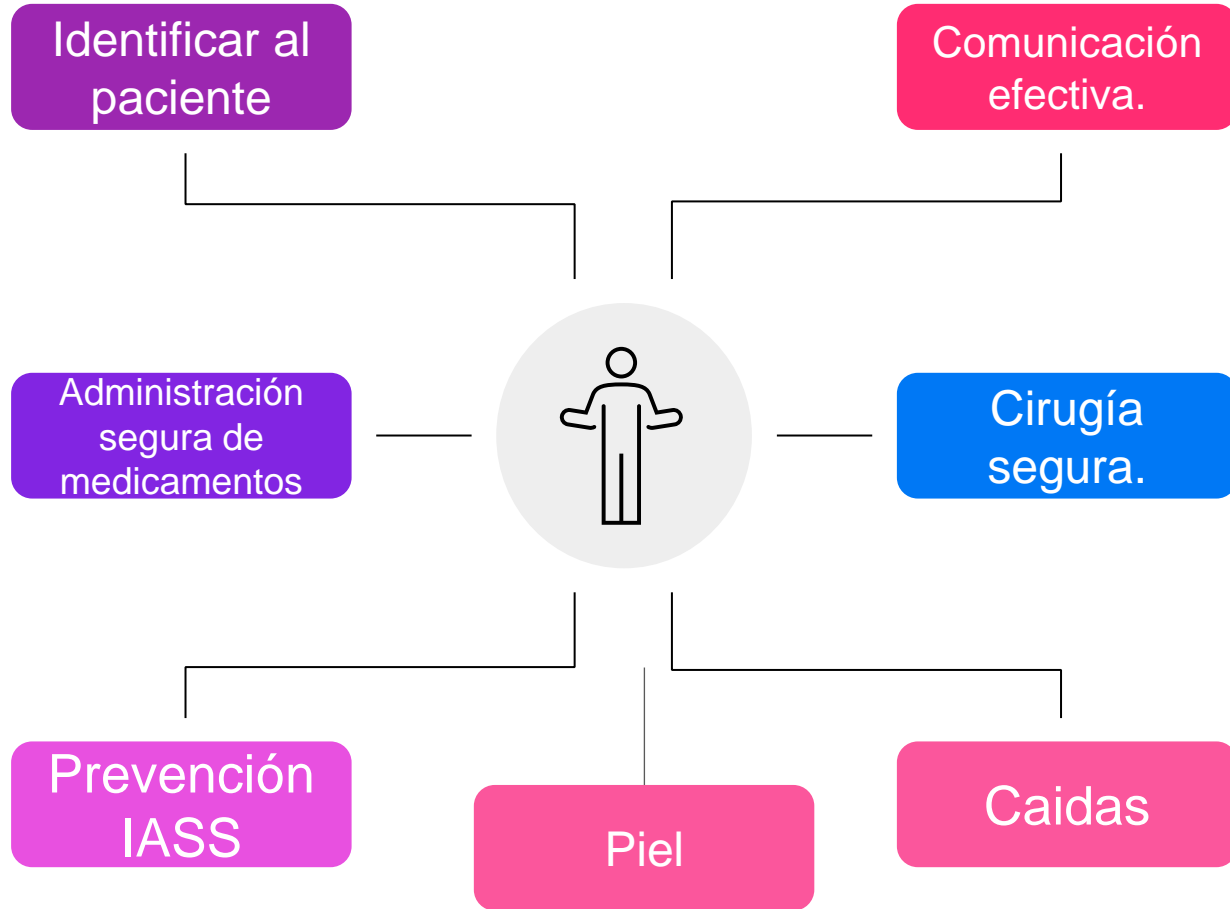 Identificar al
paciente
Comunicación
efectiva.
Administración
segura de
medicamentos
Cirugía
segura.
Prevención
IASS
Piel
Caidas